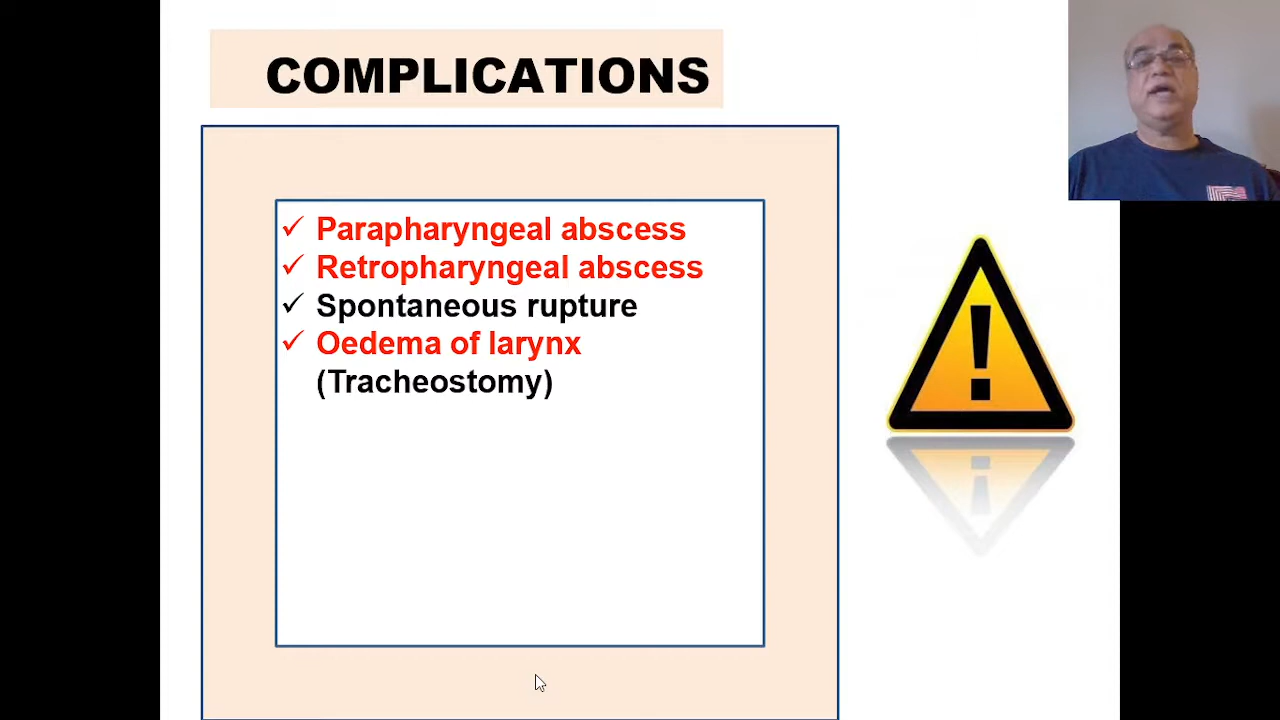 COMPLICATIONS
✓ Parapharyngeal abscess
✓ Retropharyngeal abscess
✓ Spontaneous rupture
✓ Oedema of larynx
(Tracheostomy)
!